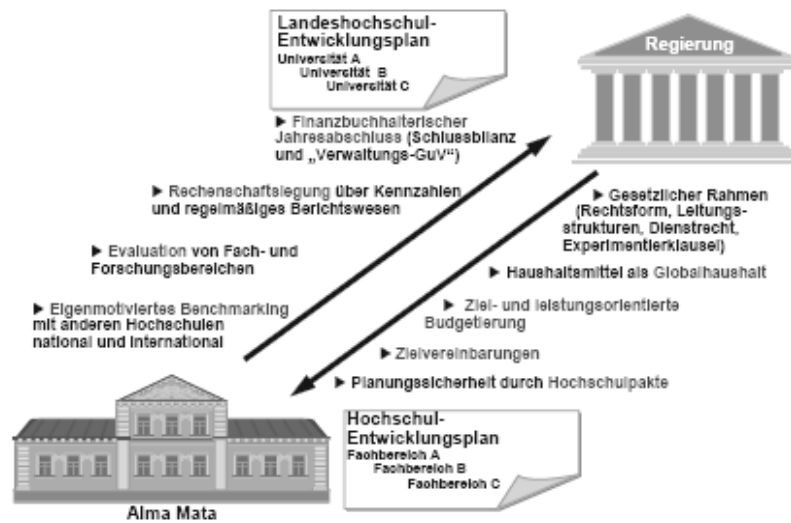 Landeshochschul-
Entwicklungsplan
Universität A
Universität B
Universität C
Regierung
► Finanzbuchhalterischer
Jahresabschluss (Schlussbilanz
und „Verwaltungs-GuV“)
► Rechenschaftslegung über Kennzahlen
und regelmäßiges Berichtswesen
► Evaluation von Fach- und
Forschungsbereichen
► Eigenmotiviertes Benchmarking
mit anderen Hochschulen
national und International
► Gesetzlicher Rahmen
(Rechtsform, Leitungs-
strukturen, Dienstrecht,
Experimentierklausel)
► Haushaltsmittel als Globalhaushalt
► Ziel- und leistungsorientierte
Budgetierung
► Zielvereinbarungen
► Planungssicherheit durch Hochschulpakte
Alma Mata
Hochschul-
Entwicklungsplan
Fachbereich A
Fachbereich B
Fachbereich C